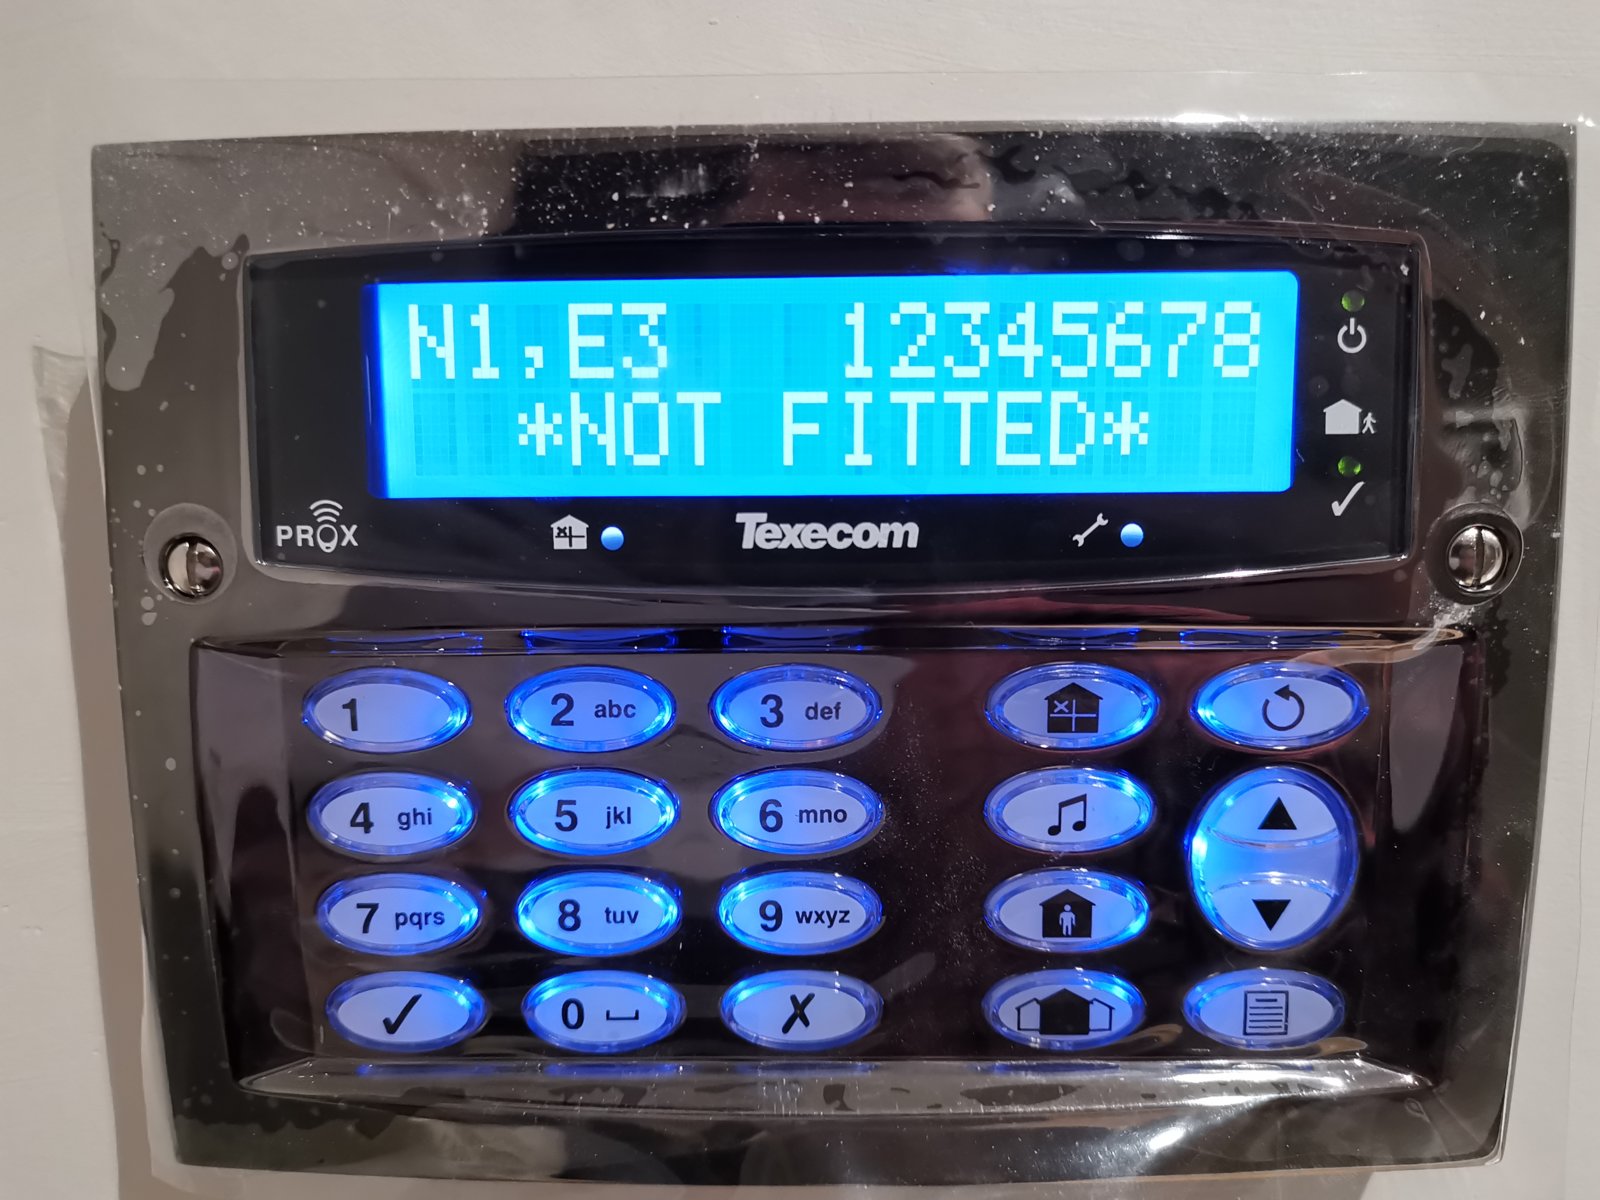 N1,E3 12345678
*NOT FITTED*
PROX
Texecom
1 2 abc 3 def
4 ghi 5 jkl 6 mno
7 pqrs 8 tuv 9 wxyz
0